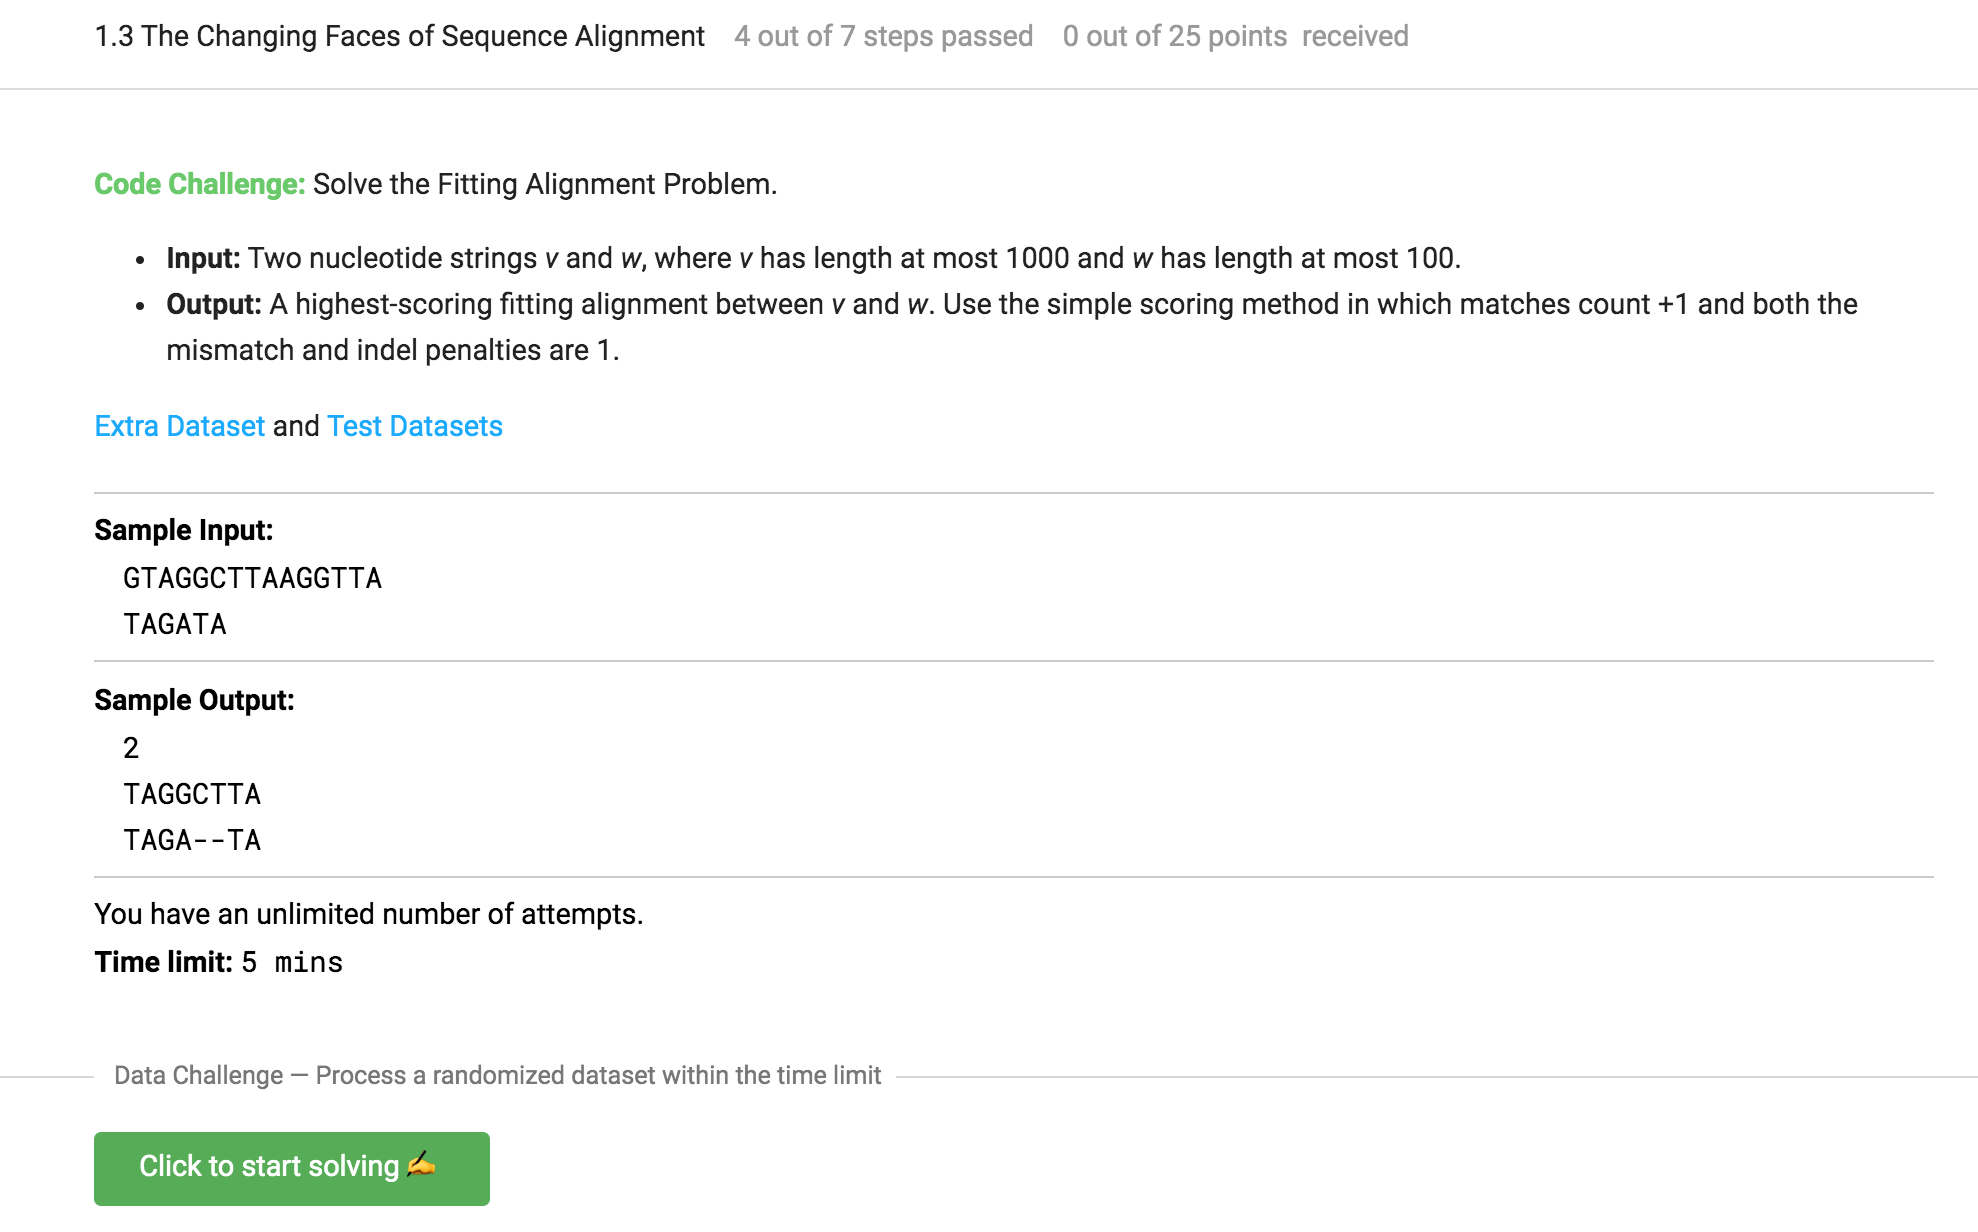 1.3 The Changing Faces of Sequence Alignment 4 out of 7 steps passed 0 out of 25 points received
Code Challenge: Solve the Fitting Alignment Problem.
• Input: Two nucleotide strings v and w, where v has length at most 1000 and w has length at most 100.
• Output: A highest-scoring fitting alignment between v and w. Use the simple scoring method in which matches count +1 and both the
mismatch and indel penalties are 1.
Extra Dataset and Test Datasets
Sample Input:
GTAGGCTTAAGGTTA
TAGATA
Sample Output:
2
TAGGCTTA
TAGA--TA
You have an unlimited number of attempts.
Time limit: 5 mins
Data Challenge — Process a randomized dataset within the time limit
Click to start solving ✍️